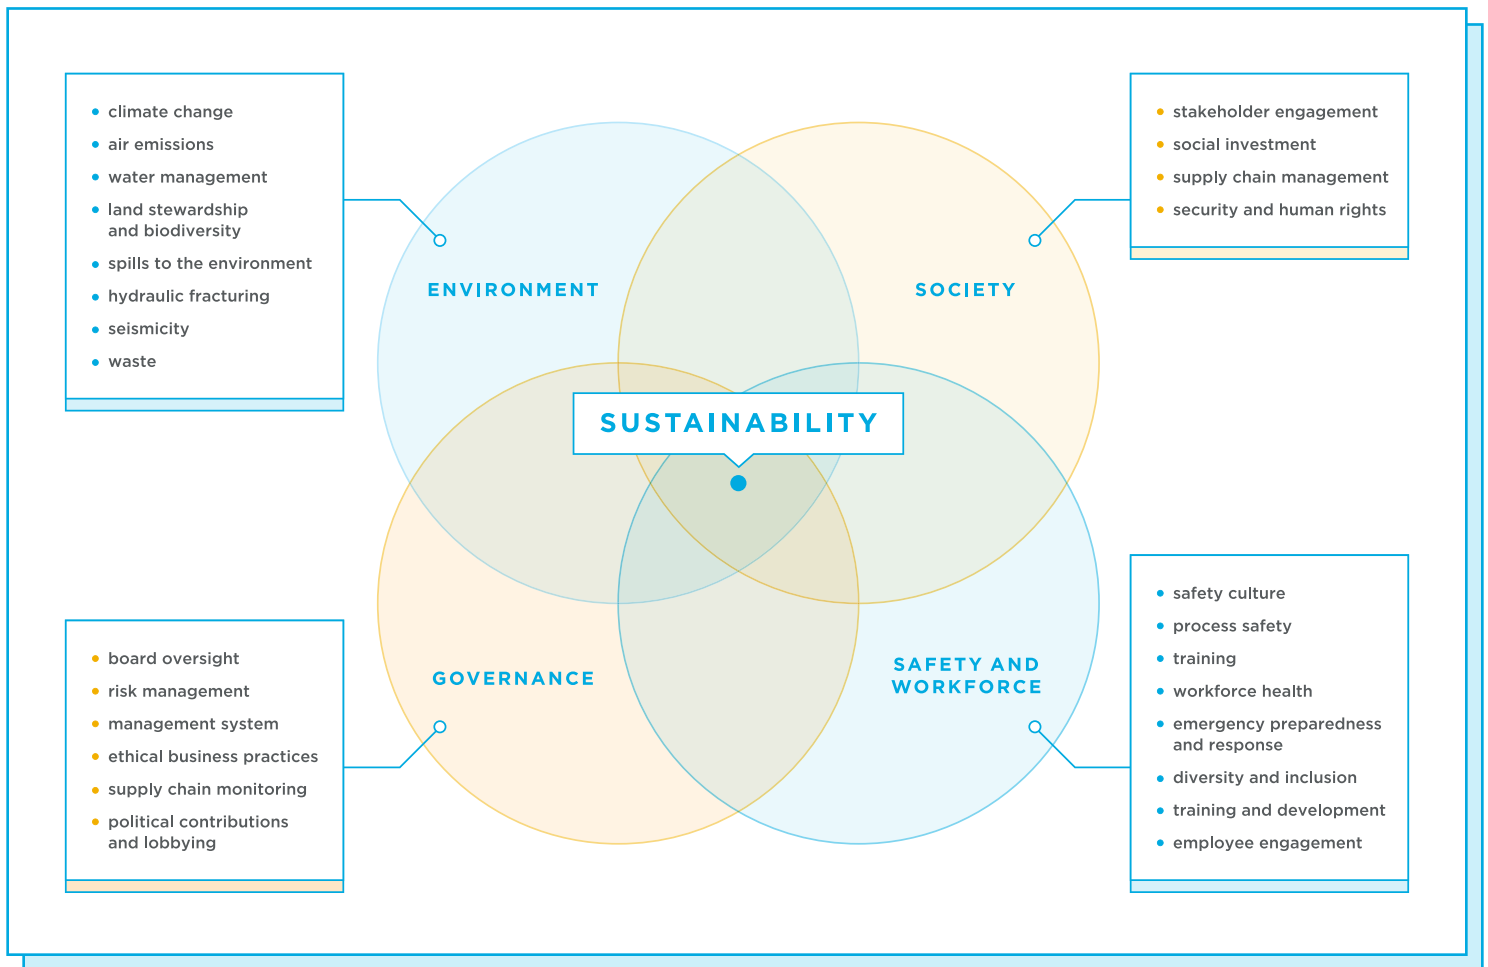 climate change
air emissions
water management
land stewardship
and biodiversity
spills to the environment
hydraulic fracturing
seismicity
waste
stakeholder engagement
social investment
supply chain management
security and human rights
ENVIRONMENT
SOCIETY
SUSTAINABILITY
GOVERNANCE
SAFETY AND
WORKFORCE
board oversight
risk management
management system
ethical business practices
supply chain monitoring
political contributions
and lobbying
safety culture
process safety
training
workforce health
emergency preparedness
and response
diversity and inclusion
training and development
employee engagement